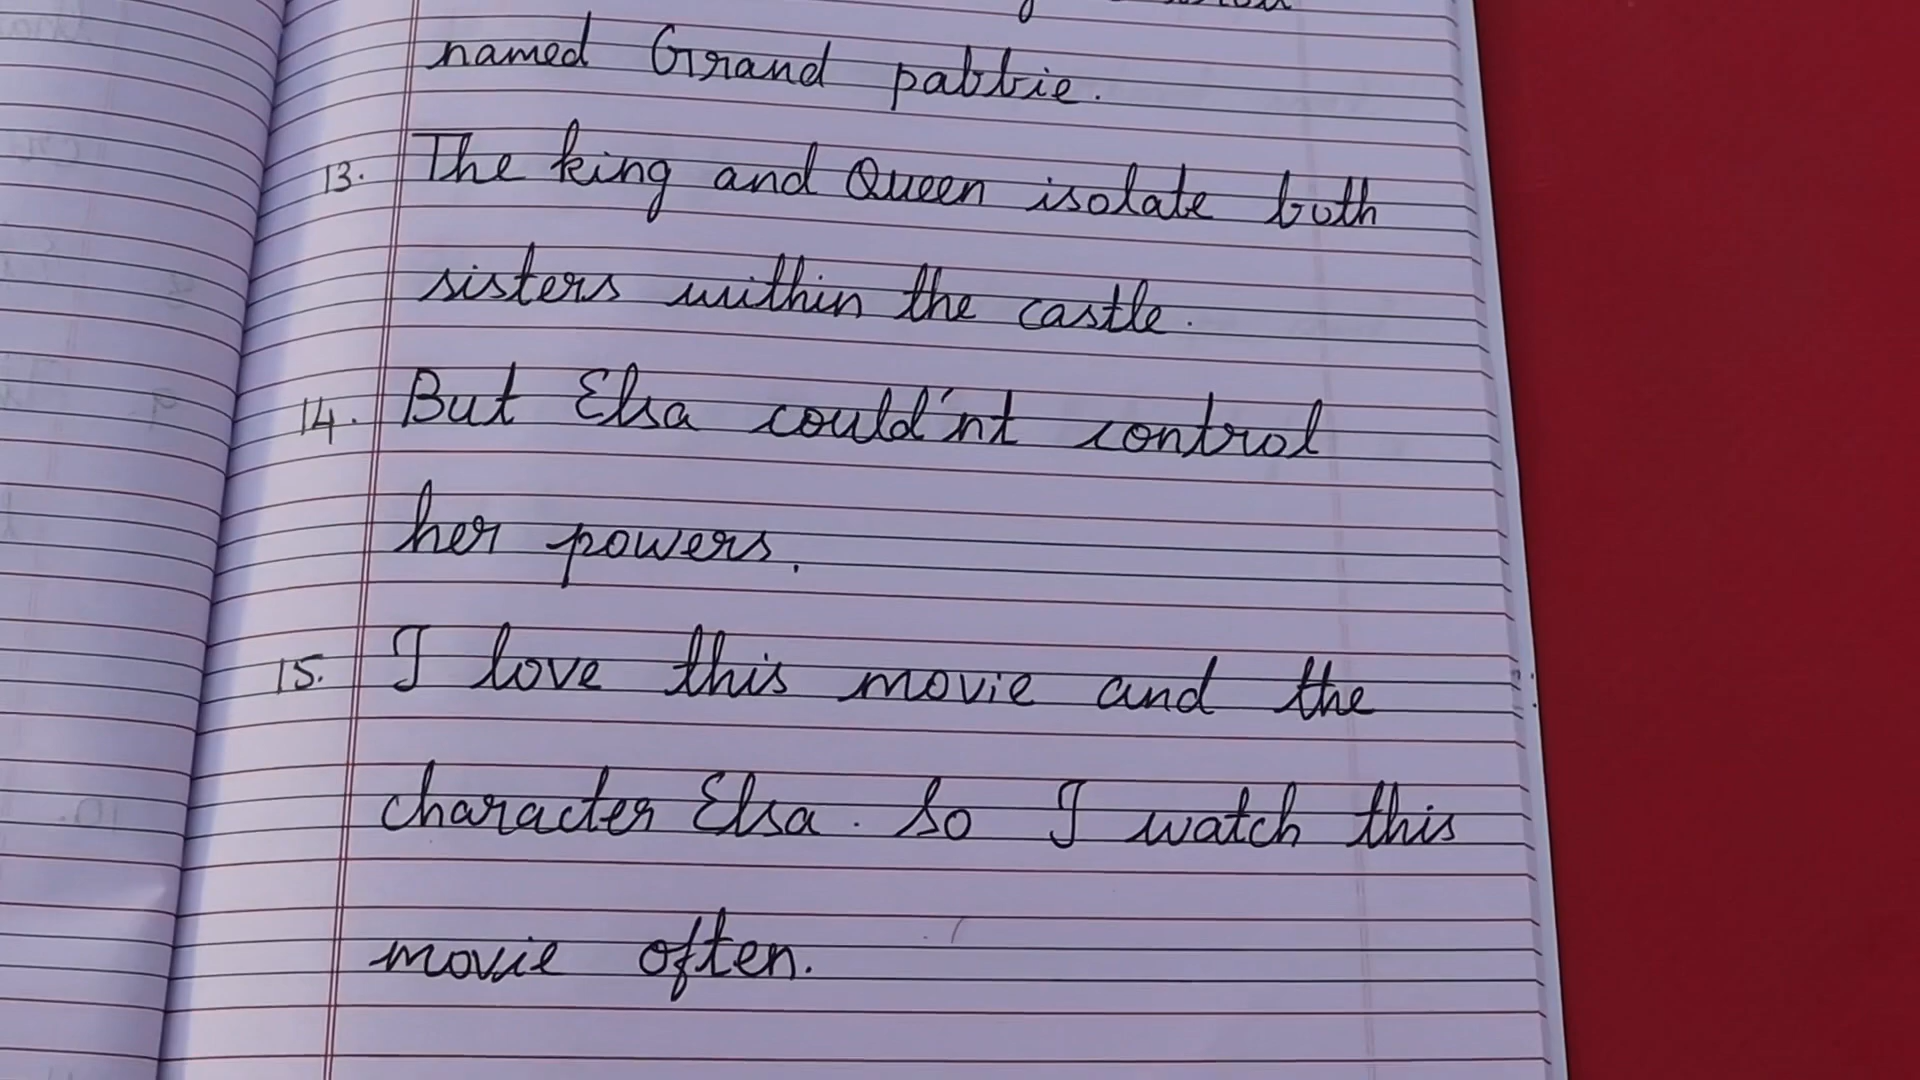 named Grand pabbie.
13. The king and Queen isolate both
sisters within the castle.
14. But Elsa could'nt control
her powers.
15. I love this movie and the
character Elsa. So I watch this
movie often.